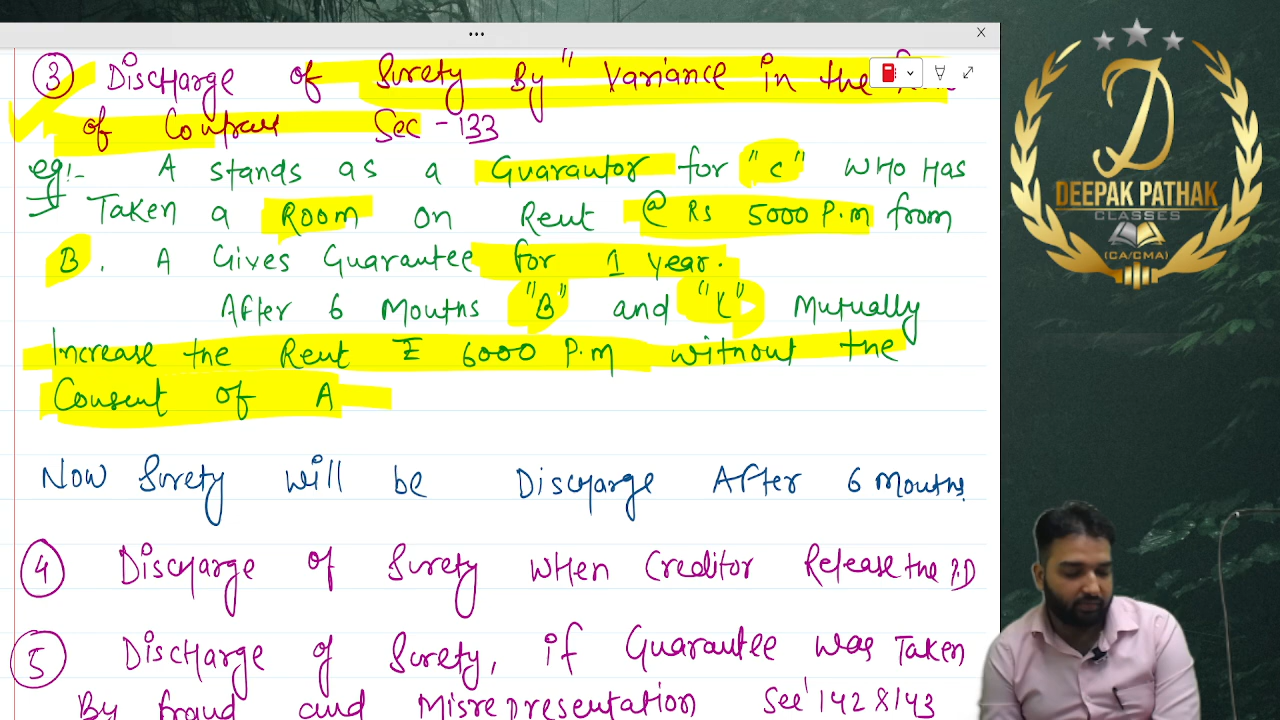 ③ Discharge of Surety By " Variance in the
of Contract Sec - 133
eg:- A stands as a Guarantor for "C" WHO HAS
Taken a ROOM on Rent @ Rs 5000 P.m from
B. A Gives Guarantee for 1 year.
After 6 Months "B" and "C" Mutually
Increase the Rent I 6000 P.m without the
Consent of A
Now Surety will be Discharge After 6 Months.
④ Discharge of Surety WHEN Creditor Release the P.D
⑤ Discharge of Surety, if Guarantee was Taken
By fraud and Misrepresentation Sec' 142 & 143
D
DEEPAK PATHAK
CLASSES
(CA/CMA)